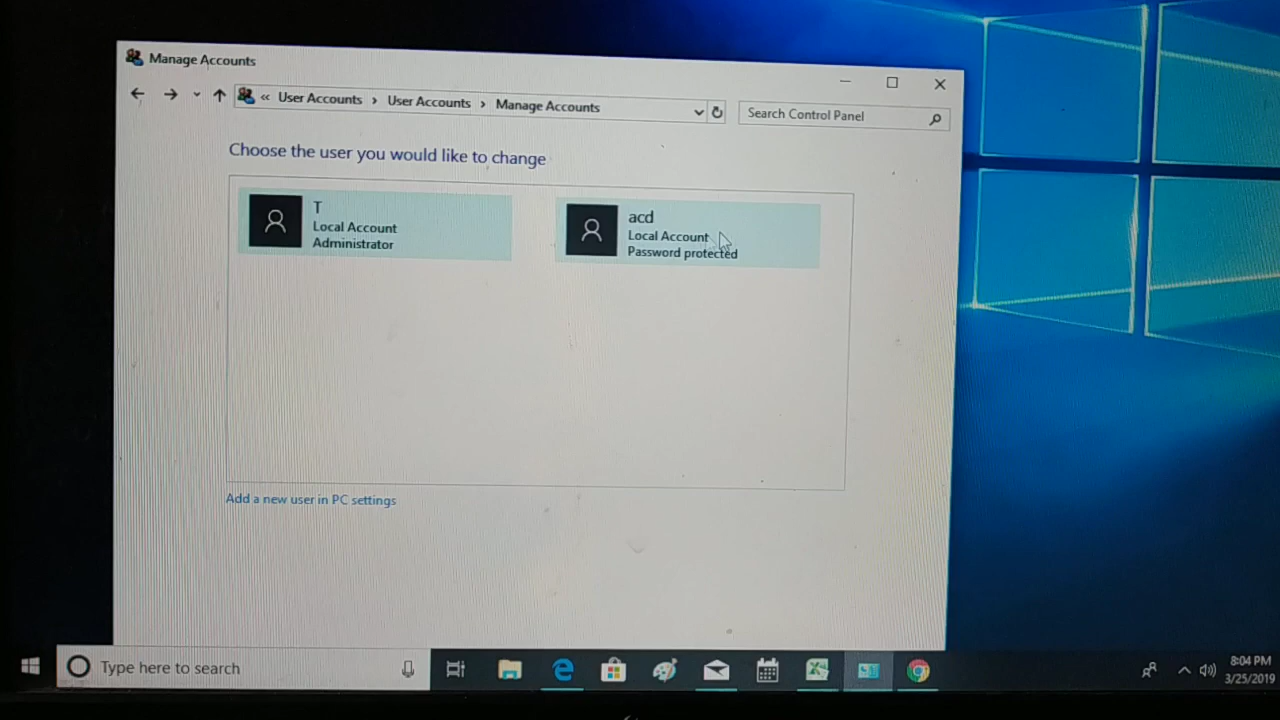 Manage Accounts
« User Accounts > User Accounts > Manage Accounts
Search Control Panel
Choose the user you would like to change
T
Local Account
Administrator
acd
Local Account
Password protected
Add a new user in PC settings
Type here to search
8:04 PM
3/25/2019